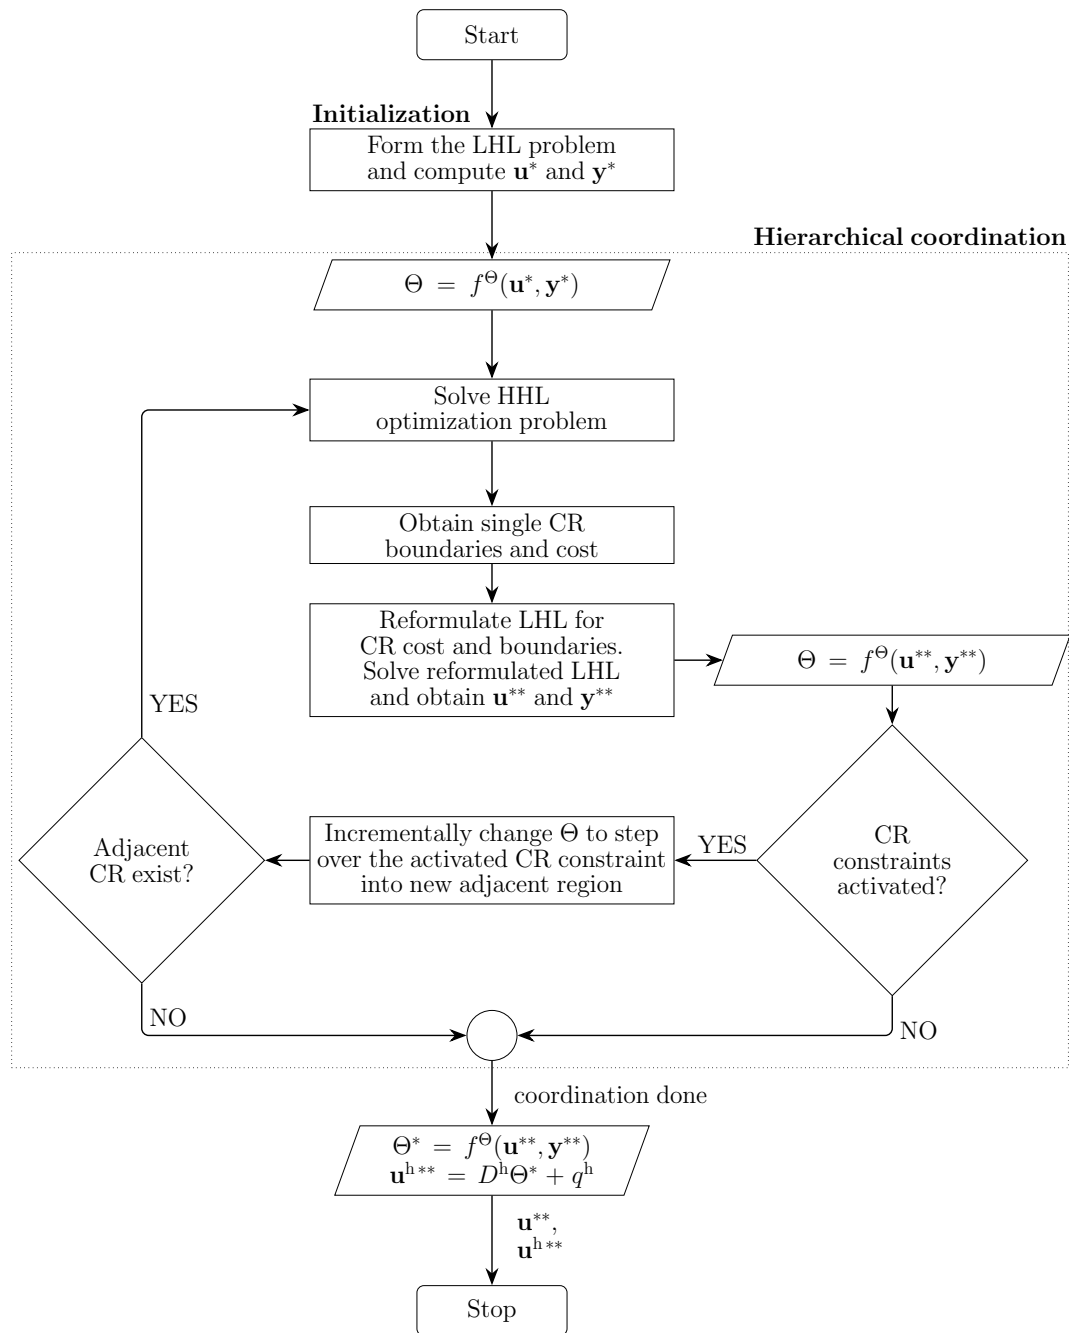 Start
Initialization
Form the LHL problem
and compute u* and y*
Hierarchical coordination
Θ = f^Θ(u*, y*)
Solve HHL
optimization problem
Obtain single CR
boundaries and cost
Reformulate LHL for
CR cost and boundaries.
Solve reformulated LHL
and obtain u** and y**
Θ = f^Θ(u**, y**)
YES
Adjacent
CR exist?
Incrementally change Θ to step
over the activated CR constraint
into new adjacent region
YES
CR
constraints
activated?
NO
NO
coordination done
Θ* = f^Θ(u**, y**)
u^h** = D^hΘ* + q^h
u**,
u^h**
Stop